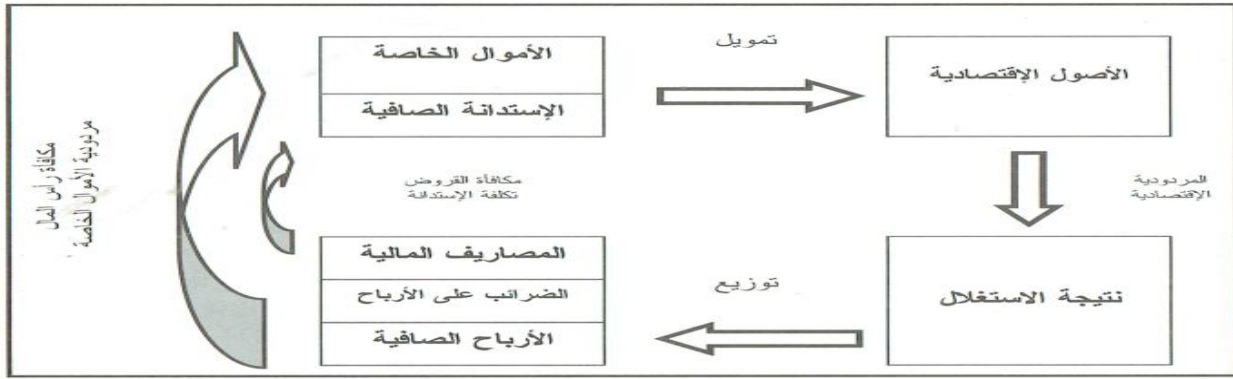 الأموال الخاصة
الإستدانة الصافية
تمويل
الأصول الإقتصادية
المردودية
الإقتصادية
نتيجة الاستغلال
توزيع
المصاريف المالية
الضرائب على الأرباح
الأرباح الصافية
مكافأة القروض
تكلفة الإستدانة
مكافأة رأس المال
مردودية الأموال الخاصة